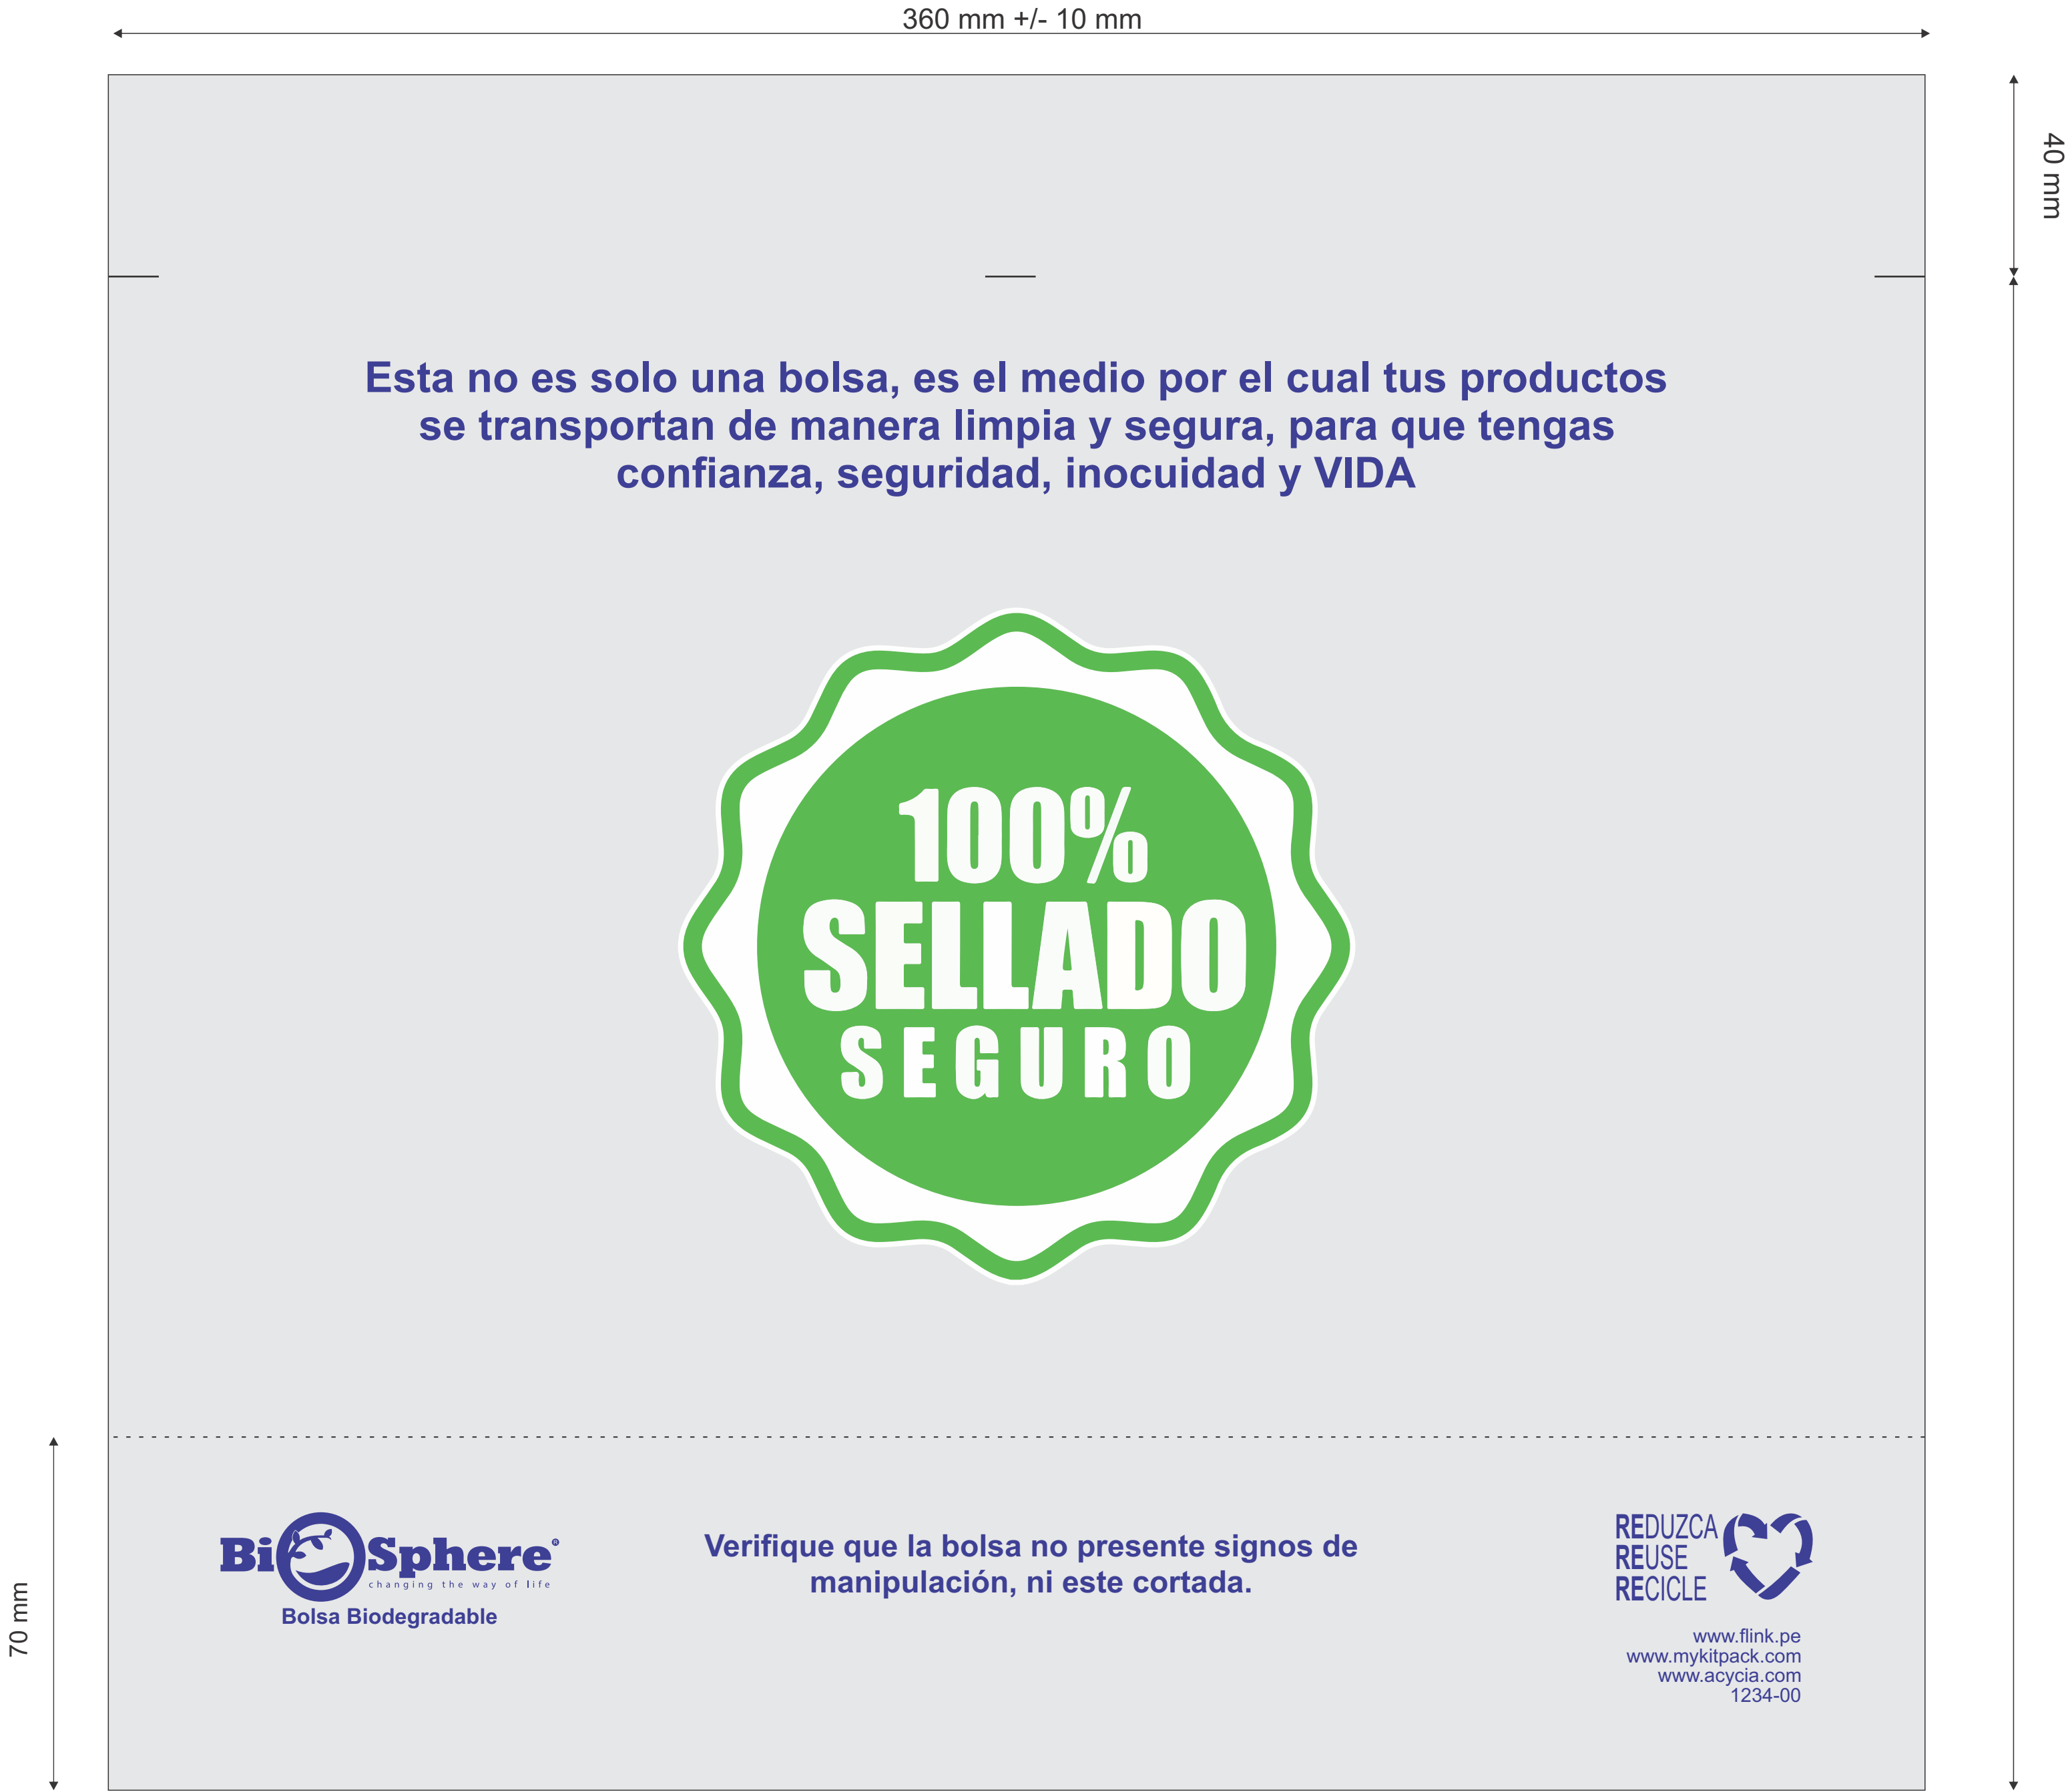 360 mm +/- 10 mm
40 mm
Esta no es solo una bolsa, es el medio por el cual tus productos
se transportan de manera limpia y segura, para que tengas
confianza, seguridad, inocuidad y VIDA
100%
SELLADO
SEGURO
BiOSphere®
changing the way of life
Bolsa Biodegradable
Verifique que la bolsa no presente signos de
manipulación, ni este cortada.
REDUZCA
REUSE
RECICLE
www.flink.pe
www.mykitpack.com
www.acycia.com
1234-00
70 mm